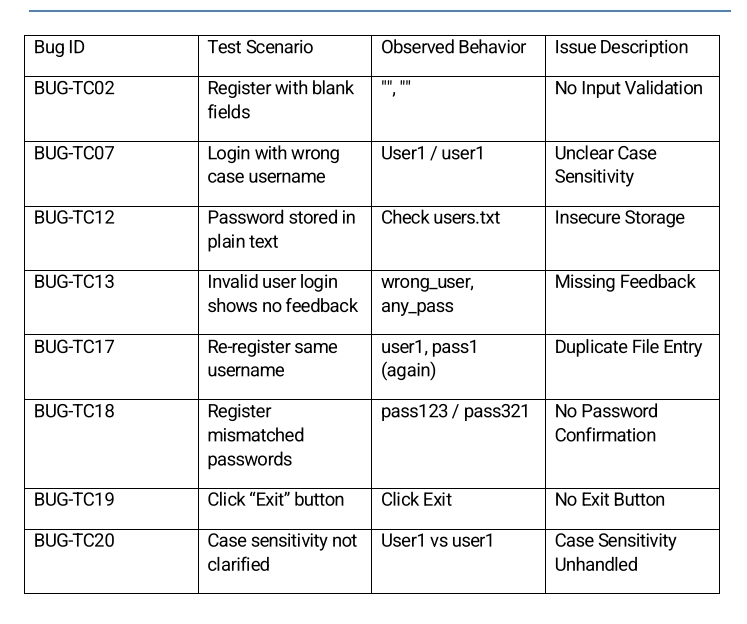 Bug ID	Test Scenario	Observed Behavior	Issue Description
BUG-TC02	Register with blank	"", ""	No Input Validation
fields
BUG-TC07	Login with wrong	User1 / user1	Unclear Case
case username	Sensitivity
BUG-TC12	Password stored in	Check users.txt	Insecure Storage
plain text
BUG-TC13	Invalid user login	wrong_user,	Missing Feedback
shows no feedback	any_pass
BUG-TC17	Re-register same	user1, pass1	Duplicate File Entry
username	(again)
BUG-TC18	Register	pass123 / pass321	No Password
mismatched	Confirmation
passwords
BUG-TC19	Click “Exit” button	Click Exit	No Exit Button
BUG-TC20	Case sensitivity not	User1 vs user1	Case Sensitivity
clarified	Unhandled